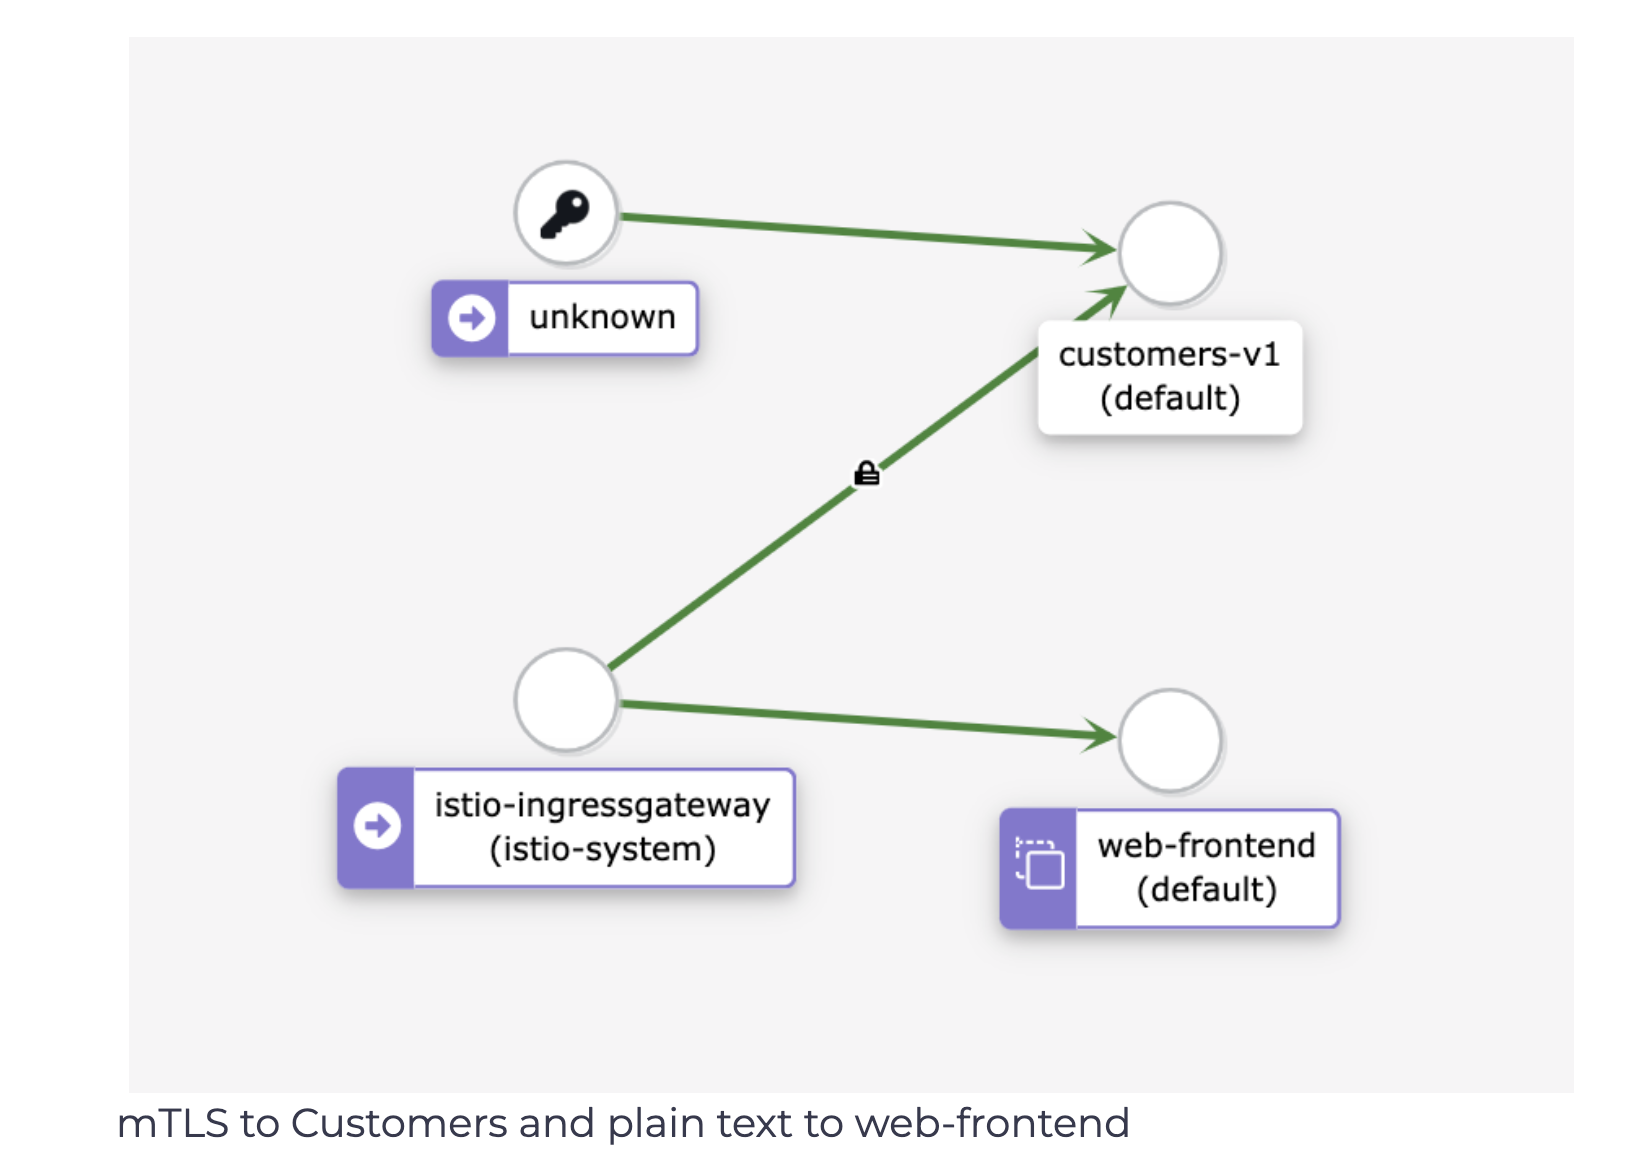 unknown
customers-v1
(default)
istio-ingressgateway
(istio-system)
web-frontend
(default)
mTLS to Customers and plain text to web-frontend